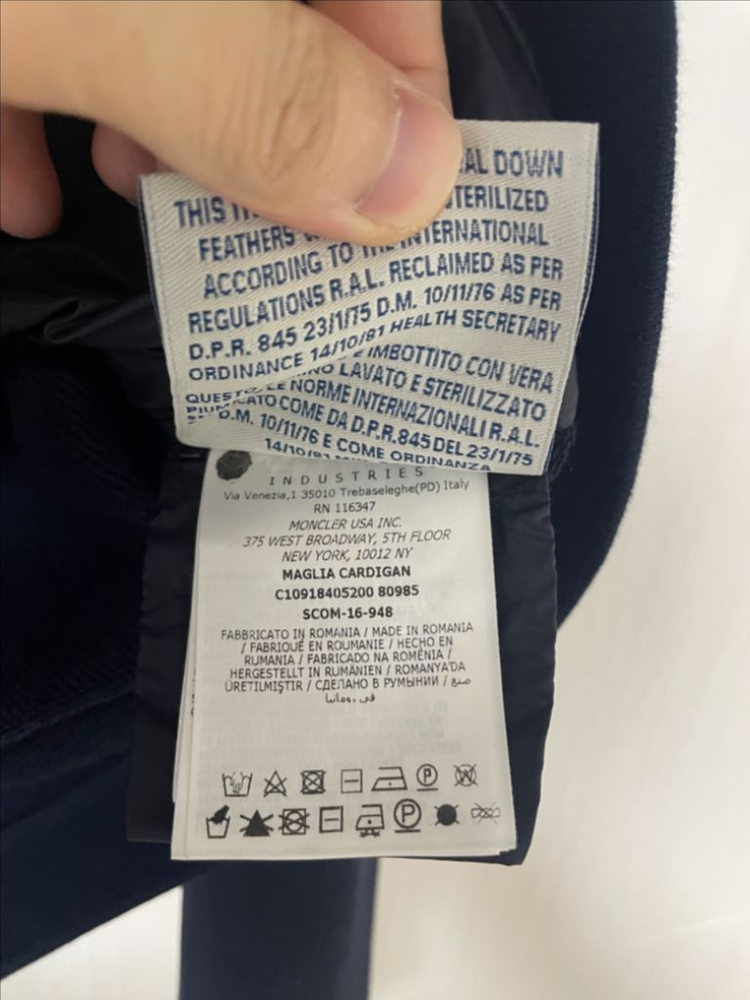 AL DOWN
THIS STERILIZED
FEATHERS
ACCORDING TO THE INTERNATIONAL
REGULATIONS R.A.L. RECLAIMED AS PER
D.P.R. 845 23/1/75 D.M. 10/11/76 AS PER
ORDINANCE 14/10/81 HEALTH SECRETARY
IMBOTTITO CON VERA
LAVATO E STERILIZZATO
NORME INTERNAZIONALI R.A.L.
COME DA D.P.R.845 DEL 23/1/75
D.M. 10/11/76 E COME ORDINANZA
14/10/81
INDUSTRIES
Via Venezia,1 35010 Trebaseleghe(PD) Italy
RN 116347
MONCLER USA INC.
375 WEST BROADWAY, 5TH FLOOR
NEW YORK, 10012 NY
MAGLIA CARDIGAN
C10918405200 80985
SCOM-16-948
FABBRICATO IN ROMANIA / MADE IN ROMANIA
/ FABRIQUÉ EN ROUMANIE / HECHO EN
RUMANIA / FABRICADO NA ROMÊNIA /
HERGESTELLT IN RUMÄNIEN / ROMANYA'DA
ÜRETILMIŞTIR / СДЕЛАНО В РУМЫНИИ / صنع
في رومانيا